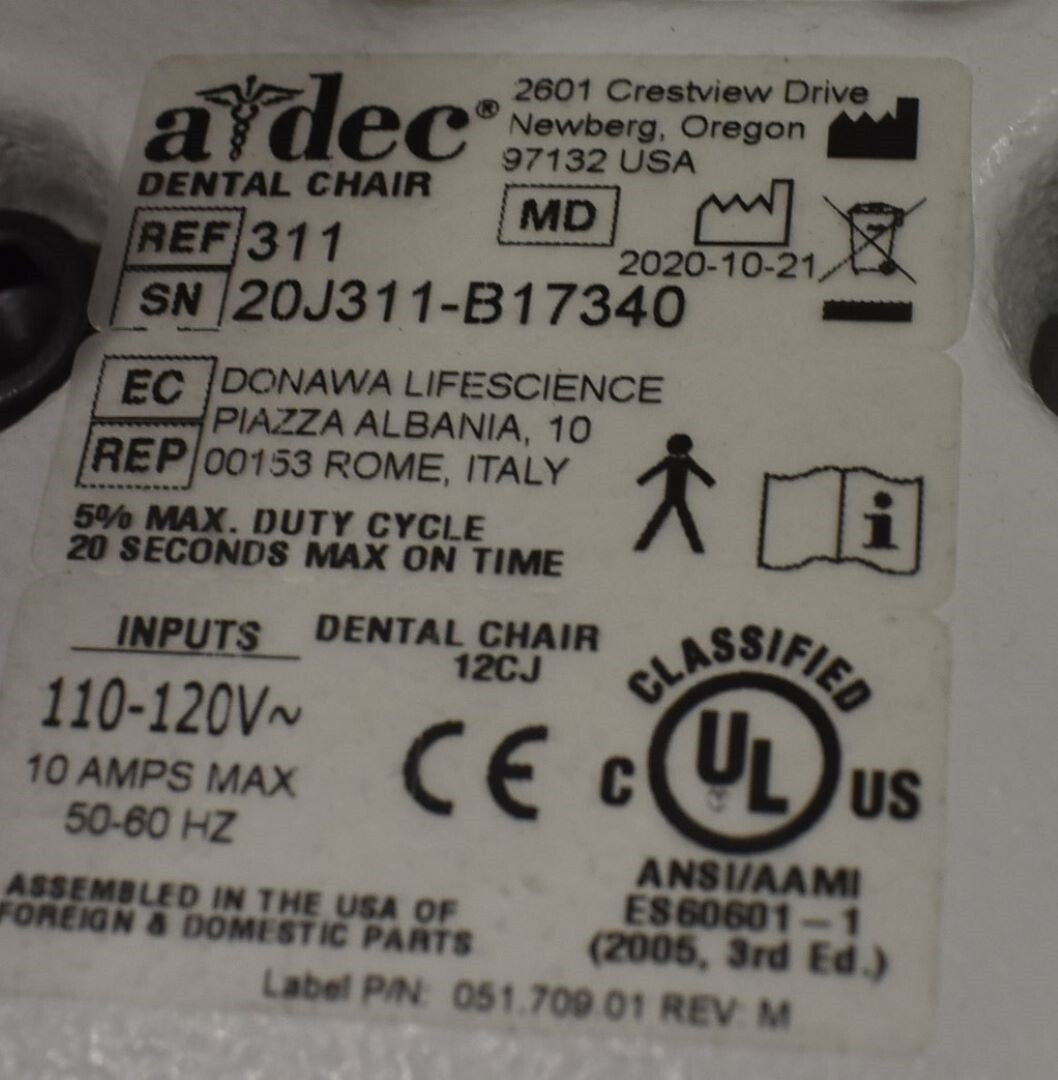 a dec®
DENTAL CHAIR
2601 Crestview Drive
Newberg, Oregon
97132 USA
REF 311
MD
2020-10-21
SN 20J311-B17340
EC REP
DONAWA LIFESCIENCE
PIAZZA ALBANIA, 10
00153 ROME, ITALY
5% MAX. DUTY CYCLE
20 SECONDS MAX ON TIME
i
INPUTS
110-120V~
10 AMPS MAX
50-60 HZ
DENTAL CHAIR
12CJ
CE
CLASSIFIED
C UL US
ANSI/AAMI
ES60601-1
(2005, 3rd Ed.)
ASSEMBLED IN THE USA OF
FOREIGN & DOMESTIC PARTS
Label P/N: 051.709.01 REV: M